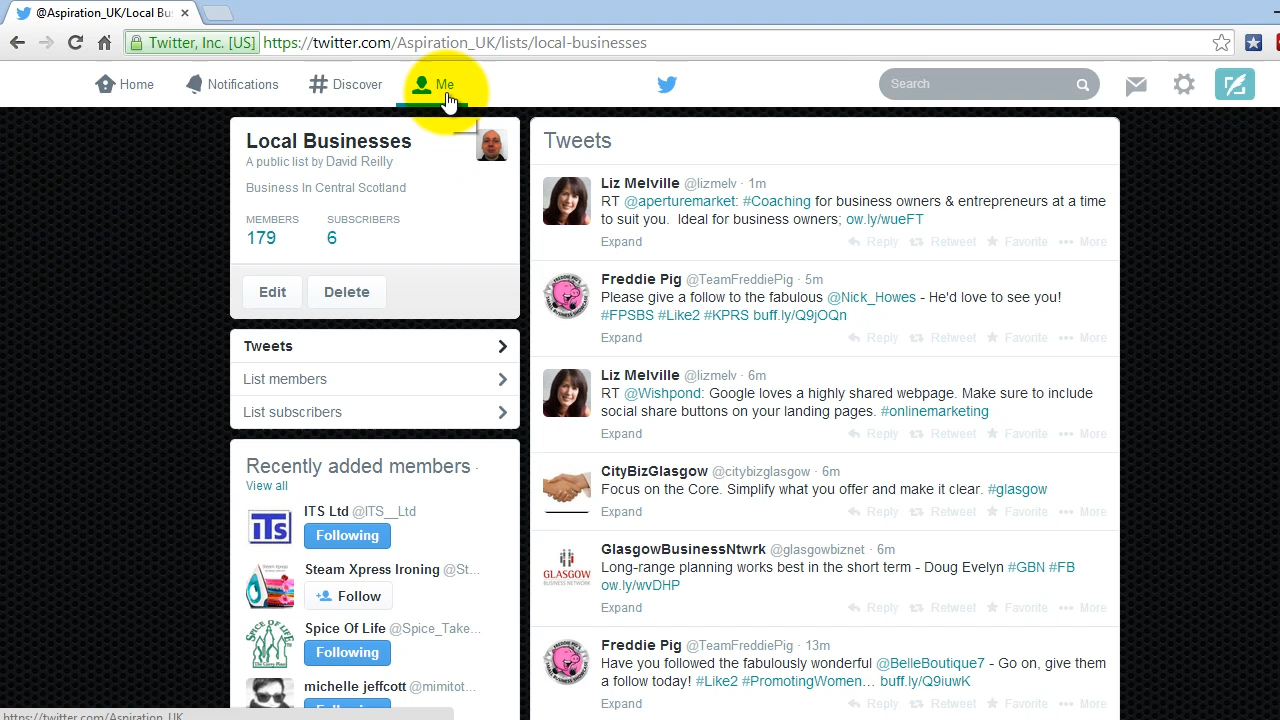 @Aspiration_UK/Local Bu
Twitter, Inc. [US] https://twitter.com/Aspiration_UK/lists/local-businesses
Home Notifications Discover Me Search
Local Businesses
A public list by David Reilly
Business In Central Scotland
MEMBERS SUBSCRIBERS
179 6
Edit Delete
Tweets
List members
List subscribers
Recently added members ·
View all
ITS Ltd @ITS__Ltd
Following
Steam Xpress Ironing @St...
Follow
Spice Of Life @Spice_Take...
Following
michelle jeffcott @mimitot...
Following
https://twitter.com/Aspiration_UK
Tweets
Liz Melville @lizmelv · 1m
RT @aperturemarket: #Coaching for business owners & entrepreneurs at a time
to suit you. Ideal for business owners; ow.ly/wueFT
Expand Reply Retweet Favorite More
Freddie Pig @TeamFreddiePig · 5m
Please give a follow to the fabulous @Nick_Howes - He'd love to see you!
#FPSBS #Like2 #KPRS buff.ly/Q9jOQn
Expand Reply Retweet Favorite More
Liz Melville @lizmelv · 6m
RT @Wishpond: Google loves a highly shared webpage. Make sure to include
social share buttons on your landing pages. #onlinemarketing
Expand Reply Retweet Favorite More
CityBizGlasgow @citybizglasgow · 6m
Focus on the Core. Simplify what you offer and make it clear. #glasgow
Expand Reply Retweet Favorite More
GLASGOW
BUSINESS NETWORK
GlasgowBusinessNtwrk @glasgowbiznet · 6m
Long-range planning works best in the short term - Doug Evelyn #GBN #FB
ow.ly/wvDHP
Expand Reply Retweet Favorite More
Freddie Pig @TeamFreddiePig · 13m
Have you followed the fabulously wonderful @BelleBoutique7 - Go on, give them
a follow today! #Like2 #PromotingWomen... buff.ly/Q9iuwK
Expand Reply Retweet Favorite More